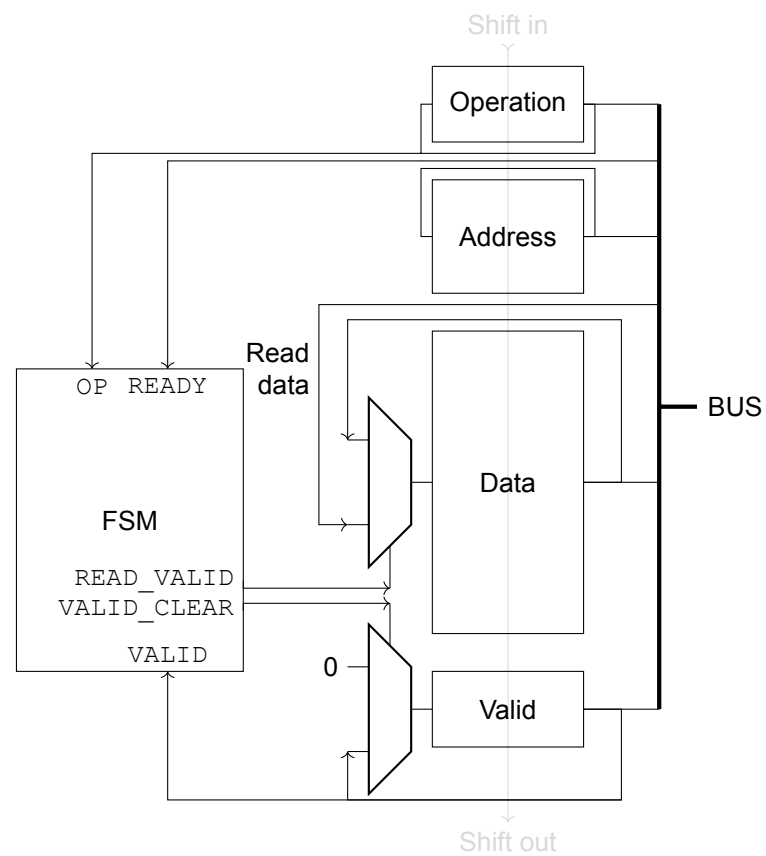 Shift in
Operation
Address
Read
data
OP READY
BUS
Data
FSM
READ_VALID
VALID_CLEAR
VALID
0
Valid
Shift out